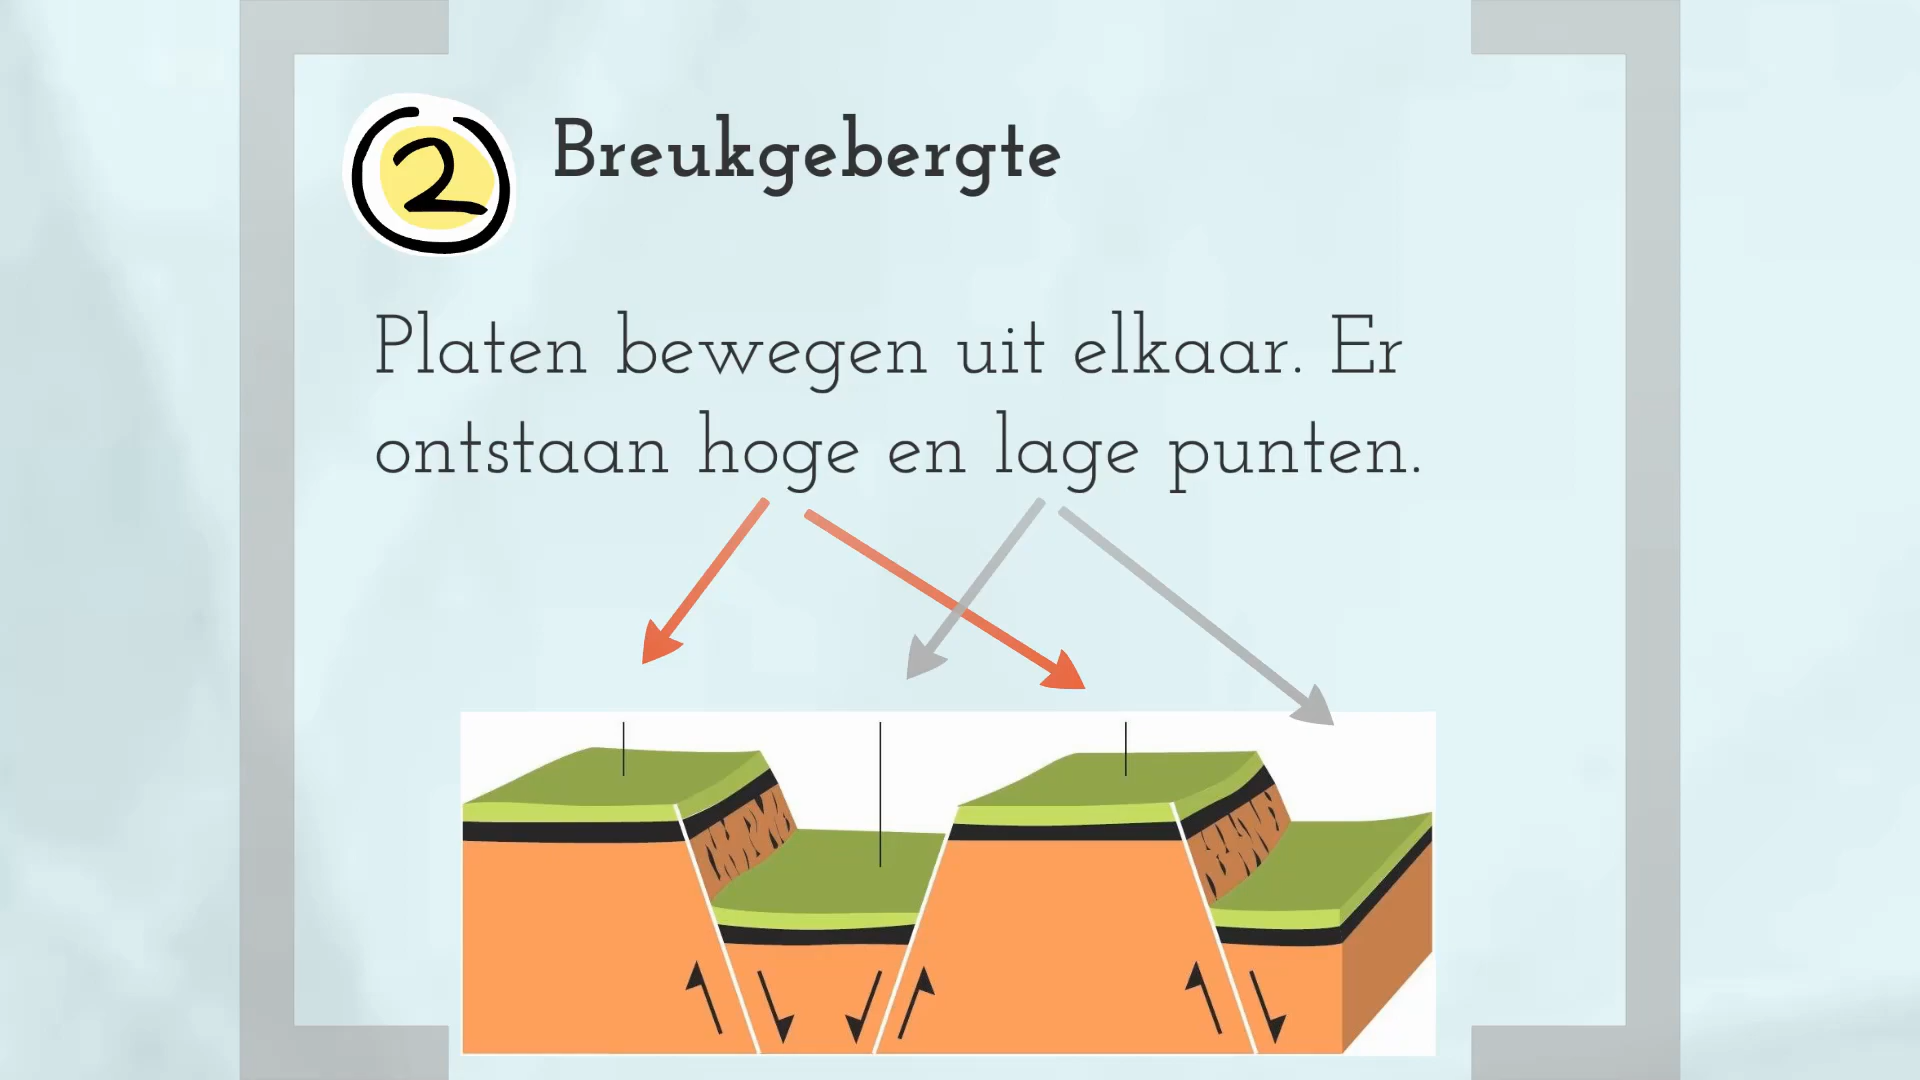 2
Breukgebergte
Platen bewegen uit elkaar. Er
ontstaan hoge en lage punten.